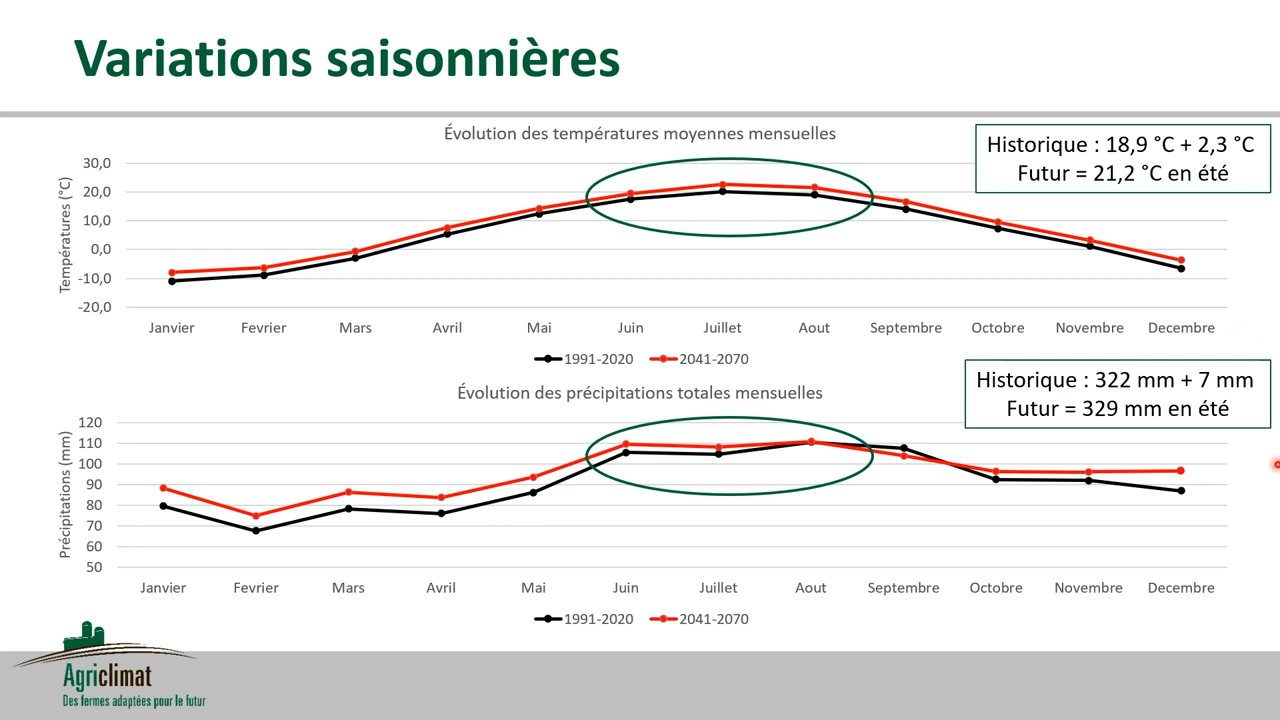 Variations saisonnières
Évolution des températures moyennes mensuelles
Historique : 18,9 °C + 2,3 °C
Futur = 21,2 °C en été
Températures (°C)
30,0
20,0
10,0
0,0
-10,0
-20,0
Janvier Fevrier Mars Avril Mai Juin Juillet Aout Septembre Octobre Novembre Decembre
1991-2020 2041-2070
Historique : 322 mm + 7 mm
Futur = 329 mm en été
Évolution des précipitations totales mensuelles
Précipitations (mm)
120
110
100
90
80
70
60
50
Janvier Fevrier Mars Avril Mai Juin Juillet Aout Septembre Octobre Novembre Decembre
1991-2020 2041-2070
Agriclimat
Des fermes adaptées pour le futur